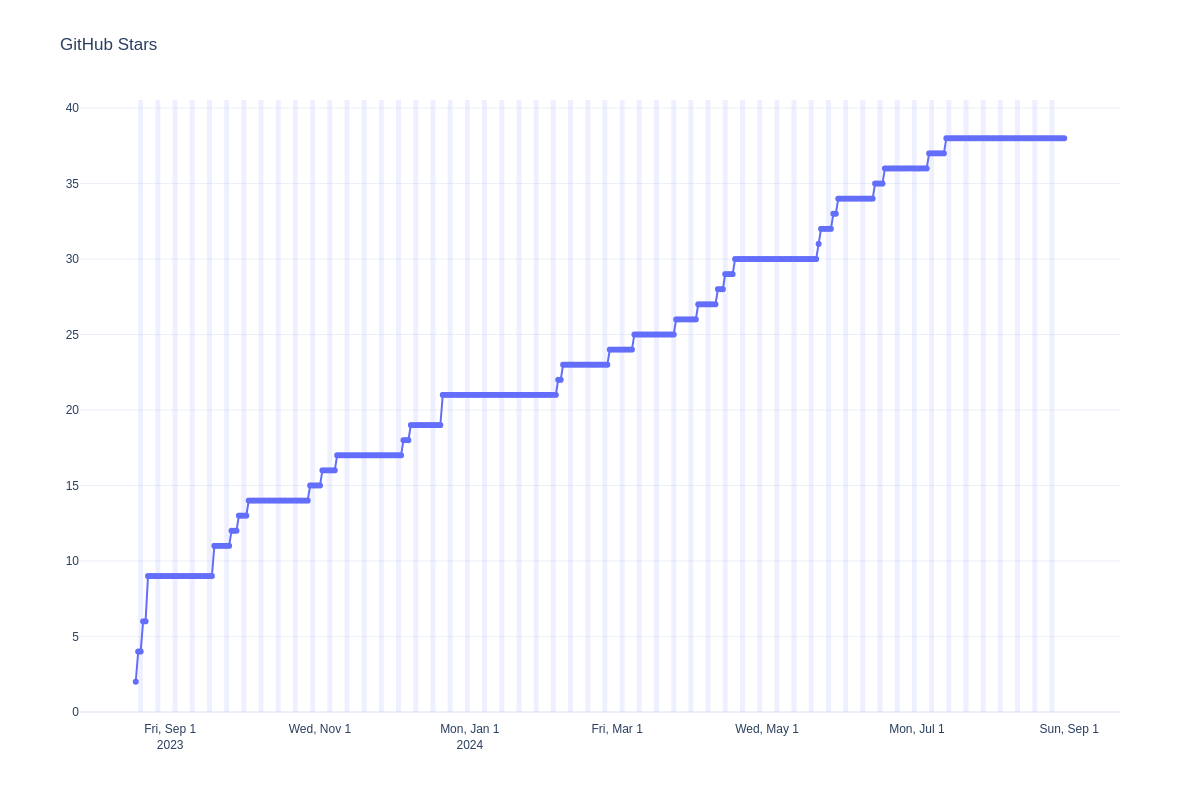 GitHub Stars
40
35
30
25
20
15
10
5
0
Fri, Sep 1
2023
Wed, Nov 1
Mon, Jan 1
2024
Fri, Mar 1
Wed, May 1
Mon, Jul 1
Sun, Sep 1